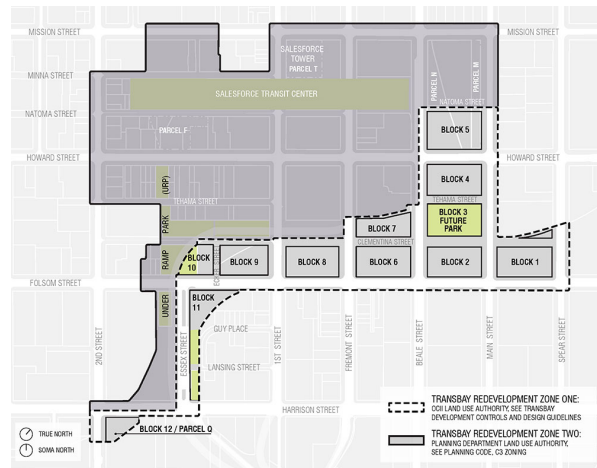 MISSION STREET
MISSION STREET
SALESFORCE
TOWER
PARCEL T
MINNA STREET
SALESFORCE TRANSIT CENTER
PARCEL N
PARCEL M
NATOMA STREET
NATOMA STREET
PARCEL F
BLOCK 5
HOWARD STREET
HOWARD STREET
BLOCK 4
(URP)
TEHAMA STREET
TEHAMA STREET
BLOCK 3
FUTURE
PARK
PARK
BLOCK 7
CLEMENTINA STREET
RAMP
BLOCK
10
BLOCK 9
BLOCK 8
BLOCK 6
BLOCK 2
BLOCK 1
FOLSOM STREET
UNDER
BLOCK
11
GUY PLACE
LANSING STREET
2ND STREET
ESSEX STREET
1ST STREET
FREMONT STREET
BEALE STREET
MAIN STREET
SPEAR STREET
HARRISON STREET
BLOCK 12 / PARCEL Q
TRUE NORTH
SOMA NORTH
TRANSBAY REDEVELOPMENT ZONE ONE:
OCII LAND USE AUTHORITY, SEE TRANSBAY
DEVELOPMENT CONTROLS AND DESIGN GUIDELINES
TRANSBAY REDEVELOPMENT ZONE TWO:
PLANNING DEPARTMENT LAND USE AUTHORITY,
SEE PLANNING CODE, C3 ZONING